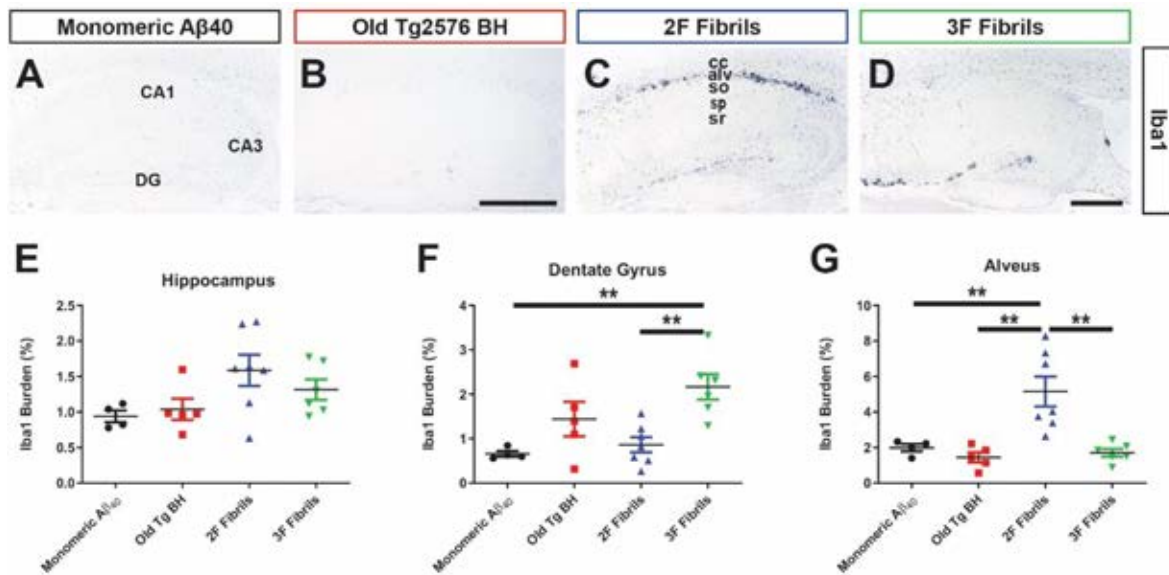 Monomeric Aβ40
Old Tg2576 BH
2F Fibrils
3F Fibrils
A
CA1
CA3
DG
B
C
cc
alv
so
sp
sr
D
Iba1
E
Hippocampus
Iba1 Burden (%)
2.5
2.0
1.5
1.0
0.5
0.0
Monomeric Aβ40
Old Tg BH
2F Fibrils
3F Fibrils
F
Dentate Gyrus
**
**
Iba1 Burden (%)
4
3
2
1
0
Monomeric Aβ40
Old Tg BH
2F Fibrils
3F Fibrils
G
Alveus
**
** **
Iba1 Burden (%)
10
8
6
4
2
0
Monomeric Aβ40
Old Tg BH
2F Fibrils
3F Fibrils